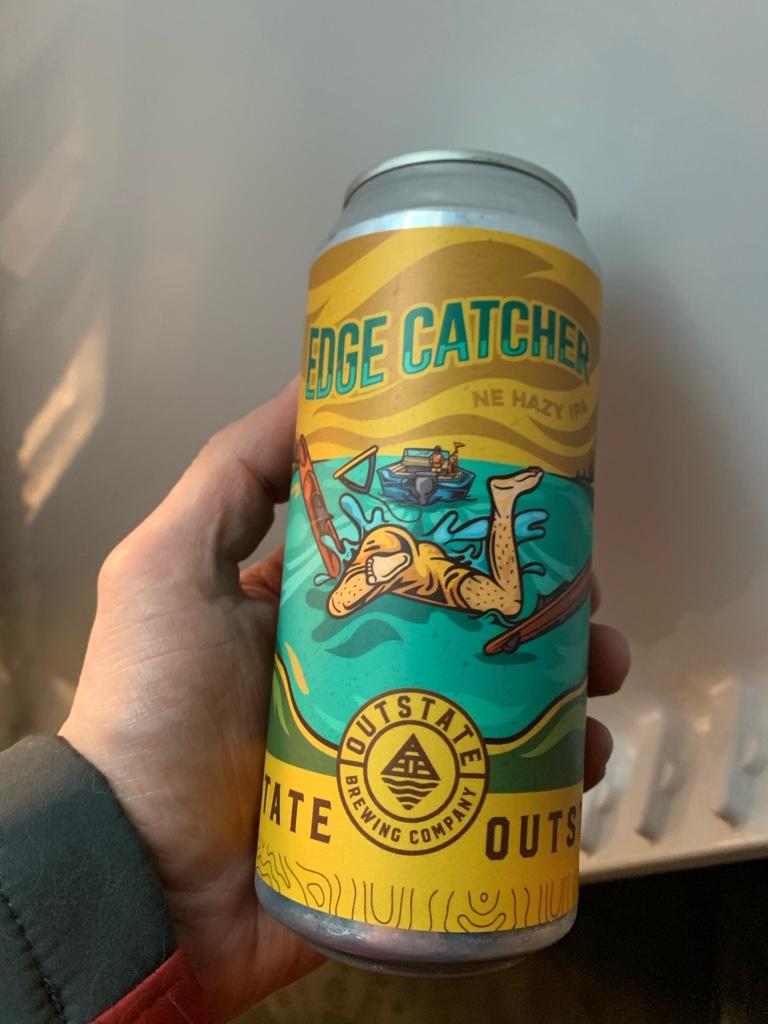 EDGE CATCHER
NE HAZY IPA
OUTSTATE
BREWING COMPANY
TATE
OUTS